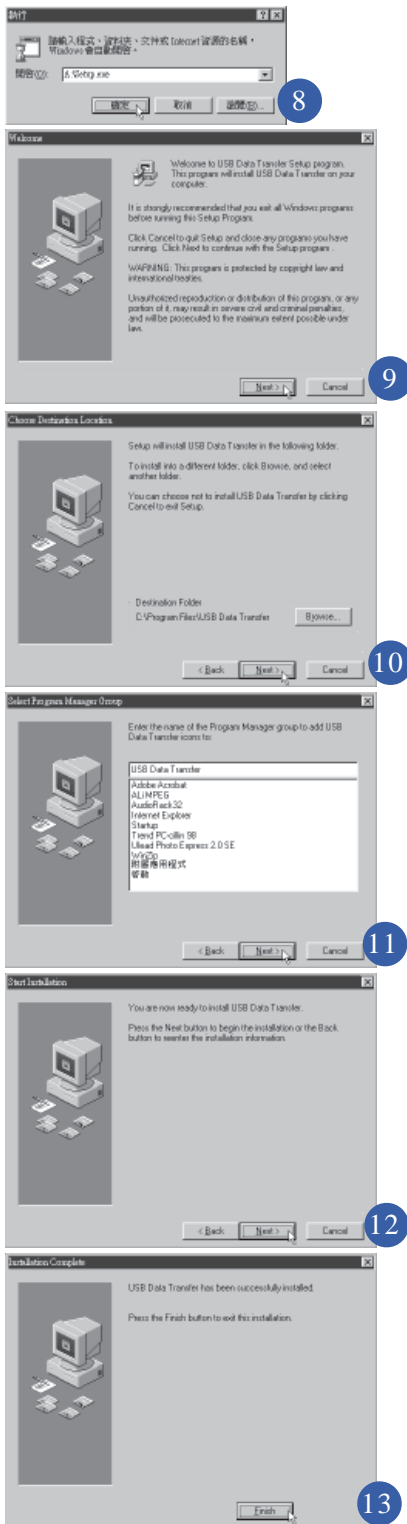 執行
請輸入程式、資料夾、文件或 Internet 資源的名稱，
Windows 會自動開啓。
開啓(O):
A:\Setup.exe
確定 取消 瀏覽(B)...
8
Welcome
Welcome to USB Data Transfer Setup program.
This program will install USB Data Transfer on your
computer.
It is strongly recommended that you exit all Windows programs
before running this Setup Program.
Click Cancel to quit Setup and close any programs you have
running. Click Next to continue with the Setup program .
WARNING: This program is protected by copyright law and
international treaties.
Unauthorized reproduction or distribution of this program, or any
portion of it, may result in severe civil and criminal penalties,
and will be prosecuted to the maximum extent possible under
law.
Next > Cancel
9
Choose Destination Location
Setup will install USB Data Transfer in the following folder.
To install into a different folder, click Browse, and select
another folder.
You can choose not to install USB Data Transfer by clicking
Cancel to exit Setup.
Destination Folder
C:\Program Files\USB Data Transfer Browse...
< Back Next > Cancel
10
Select Program Manager Group
Enter the name of the Program Manager group to add USB
Data Transfer icons to:
USB Data Transfer
Adobe Acrobat
ALiMPEG
AudioRack32
Internet Explorer
Startup
Trend PC-cillin 98
Ulead Photo Express 2.0 SE
WinZip
附屬應用程式
啓動
< Back Next > Cancel
11
Start Installation
You are now ready to install USB Data Transfer.
Press the Next button to begin the installation or the Back
button to reenter the installation information.
< Back Next > Cancel
12
Installation Complete
USB Data Transfer has been successfully installed.
Press the Finish button to exit this installation.
Finish
13